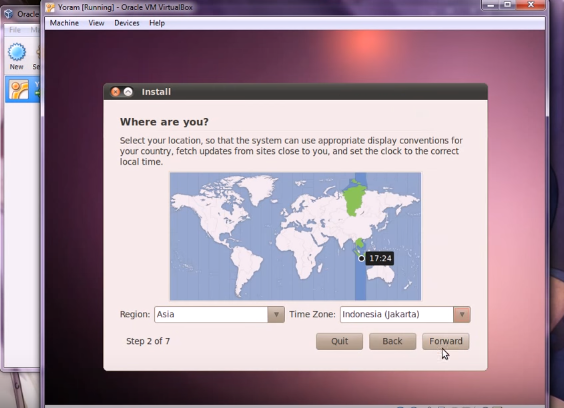 Yoram [Running] - Oracle VM VirtualBox
Oracle
Machine View Devices Help
File
New
Install
Where are you?
Select your location, so that the system can use appropriate display conventions for
your country, fetch updates from sites close to you, and set the clock to the correct
local time.
17:24
Region: Asia Time Zone: Indonesia (Jakarta)
Step 2 of 7 Quit Back Forward